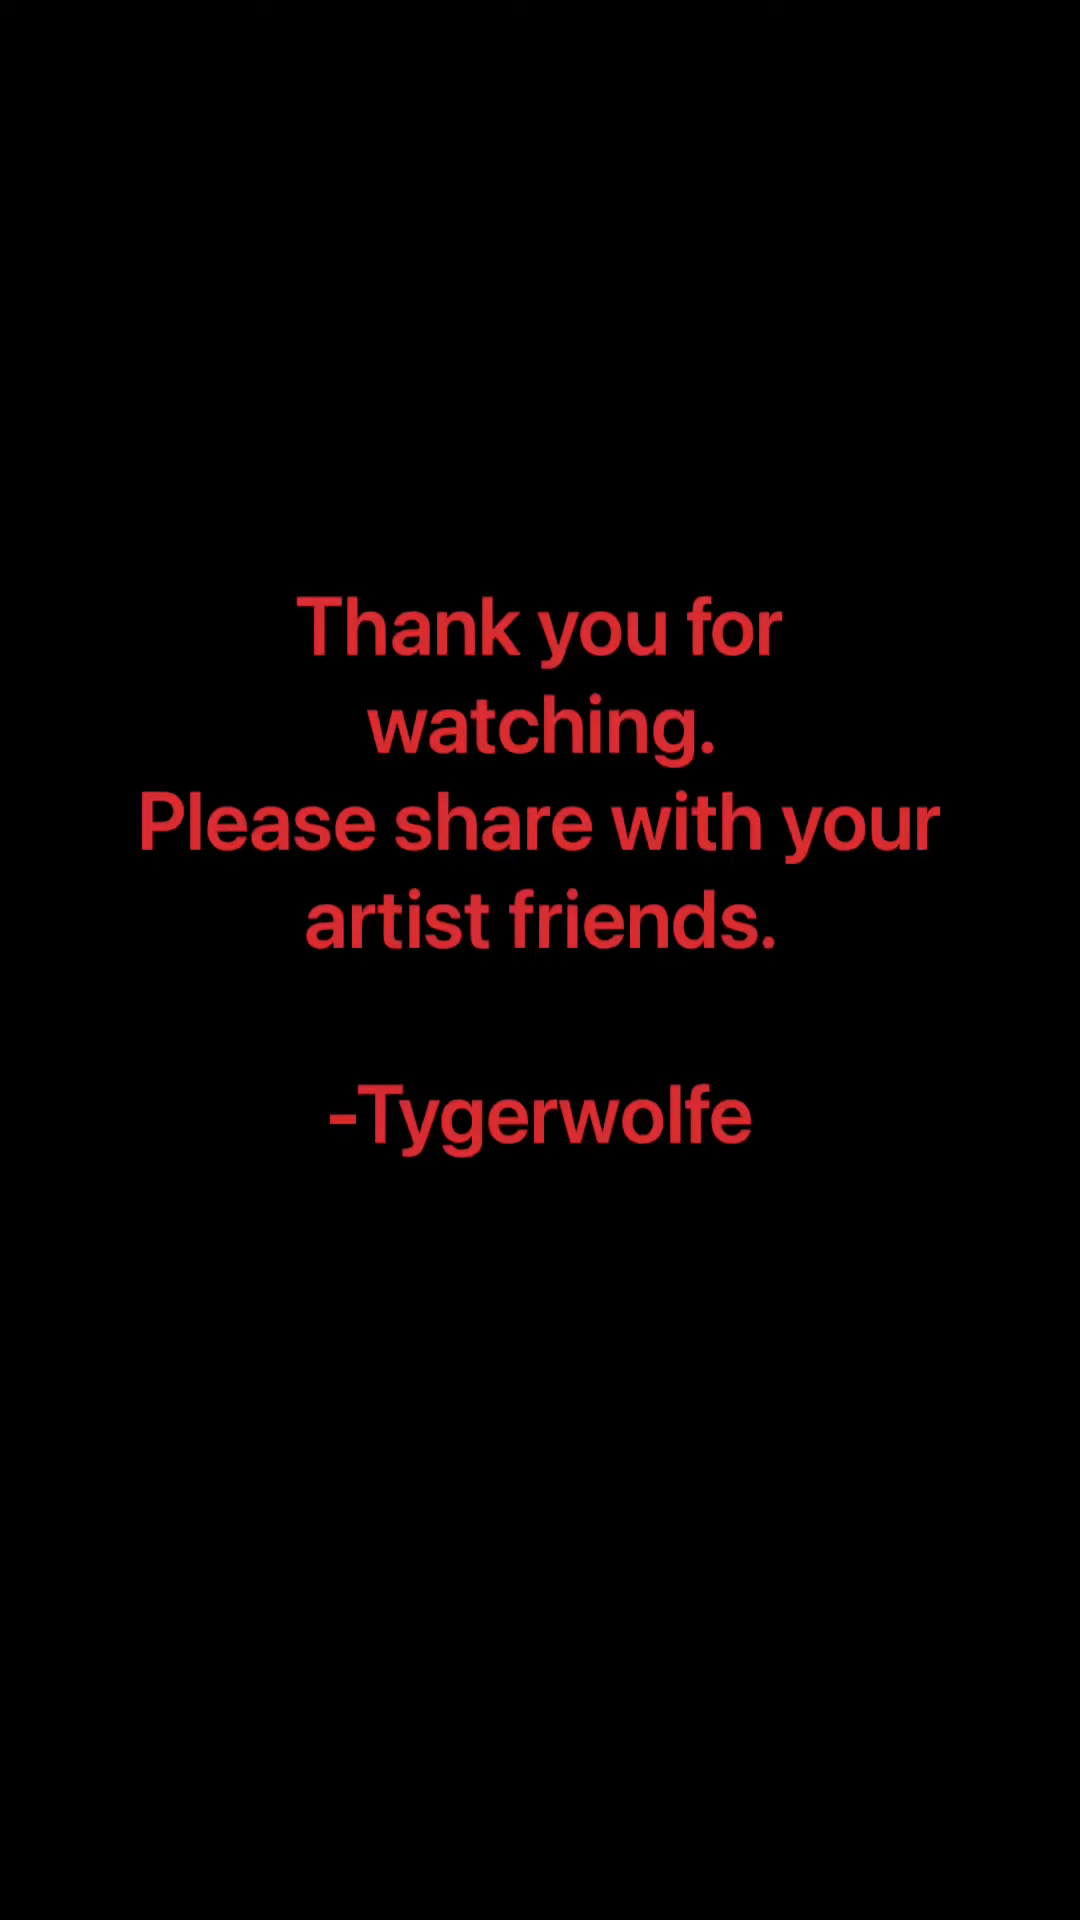 Thank you for
watching.
Please share with your
artist friends.
-Tygerwolfe